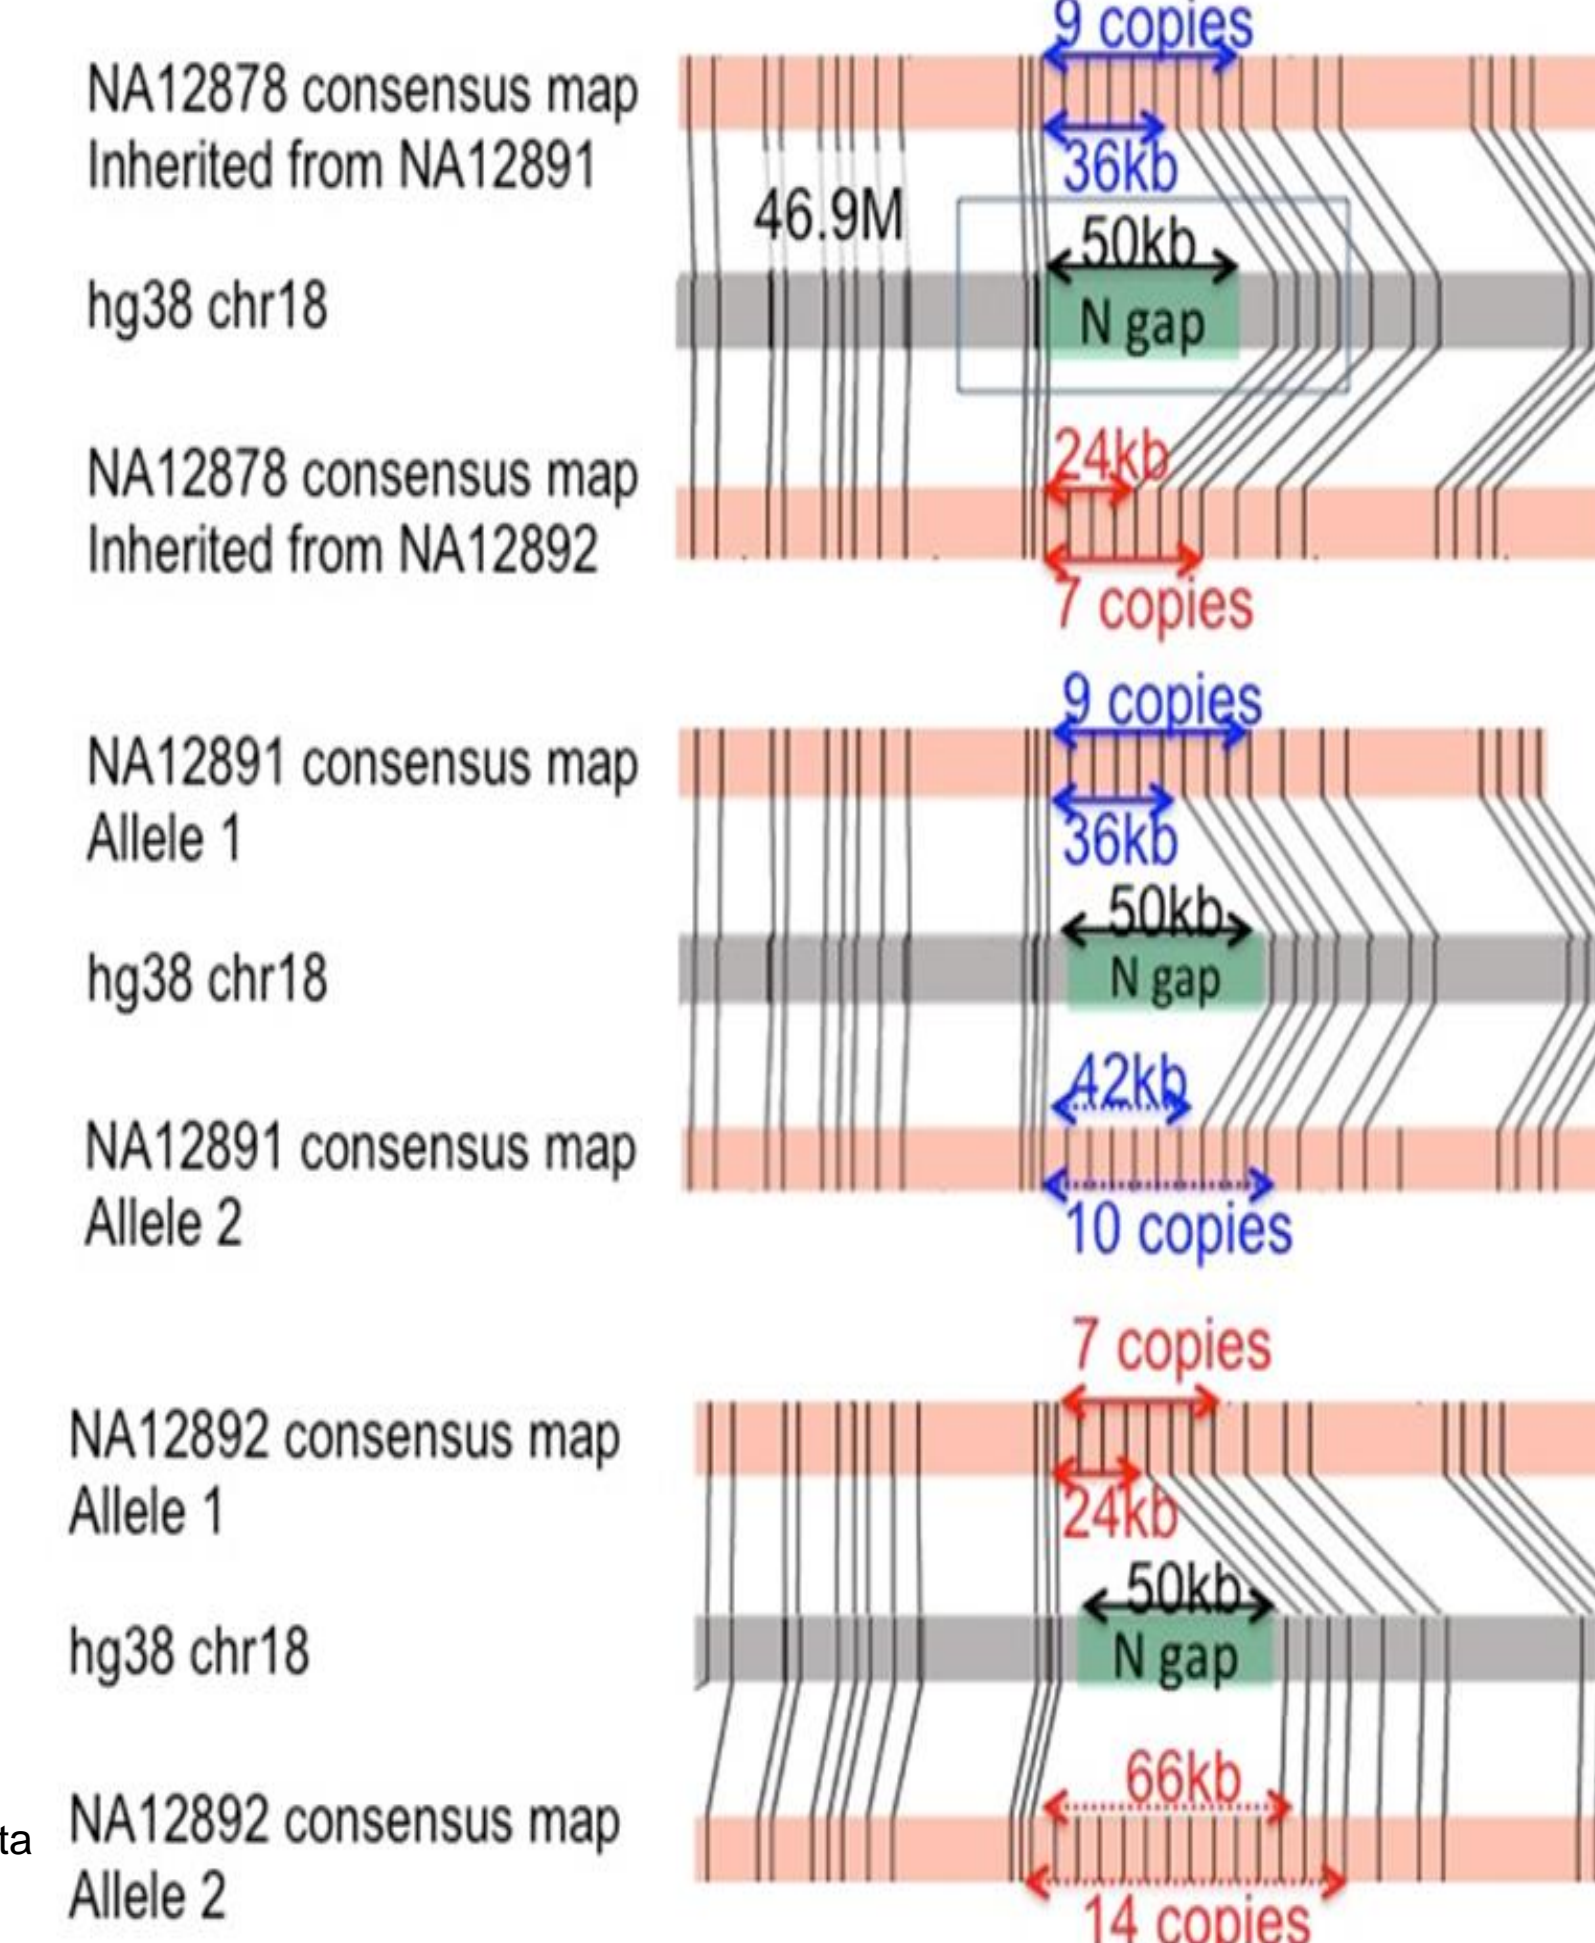 9 copies
NA12878 consensus map
Inherited from NA12891
36kb
46.9M
50kb
hg38 chr18
N gap
24kb
NA12878 consensus map
Inherited from NA12892
7 copies
9 copies
NA12891 consensus map
Allele 1
36kb
50kb
hg38 chr18
N gap
42kb
NA12891 consensus map
Allele 2
10 copies
7 copies
NA12892 consensus map
Allele 1
24kb
50kb
hg38 chr18
N gap
66kb
NA12892 consensus map
ta
Allele 2
14 copies